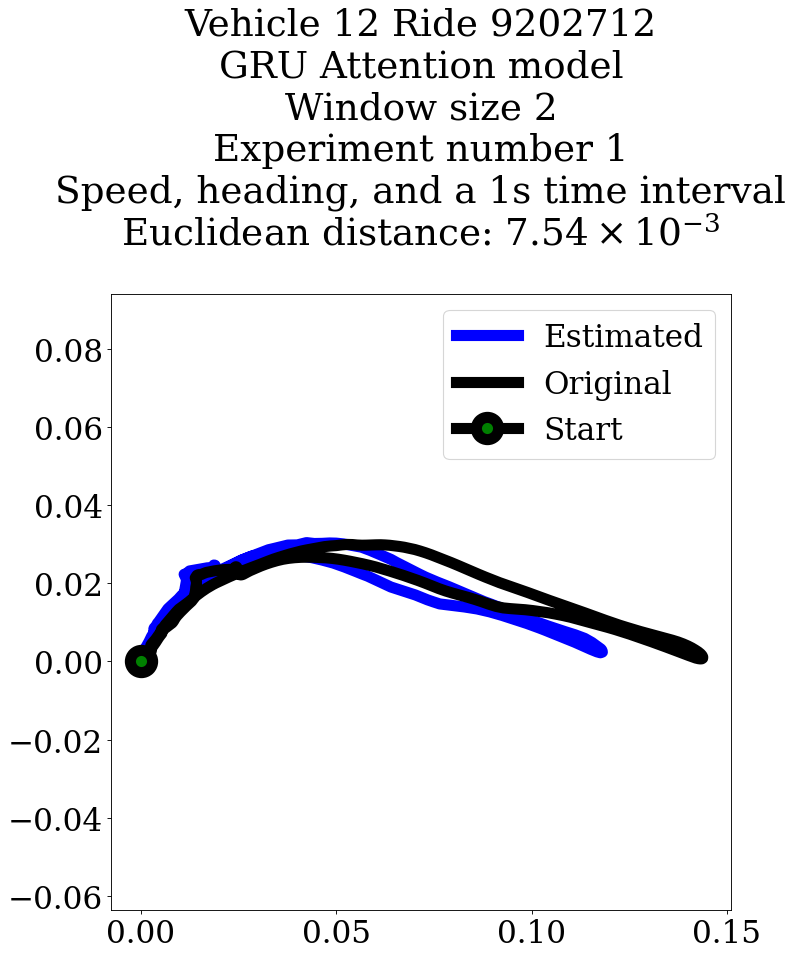 Vehicle 12 Ride 9202712
GRU Attention model
Window size 2
Experiment number 1
Speed, heading, and a 1s time interval
Euclidean distance: 7.54 × 10⁻³
Estimated
Original
Start
0.08
0.06
0.04
0.02
0.00
−0.02
−0.04
−0.06
0.00 0.05 0.10 0.15